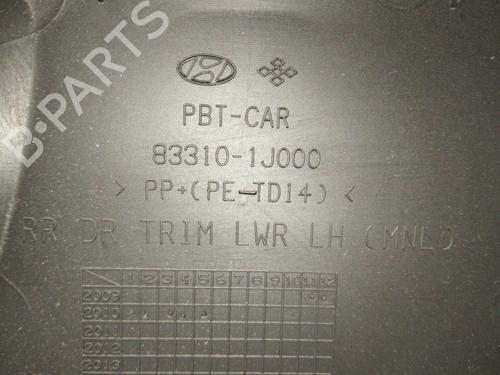 B-PARTS
PBT-CAR
83310-1J000
> PP+(PE-TD14) <
RR DR TRIM LWR LH (MNL)
1 2 3 4 5 6 7 8 9 10 11 12
2009
2010
2011
2012
2013